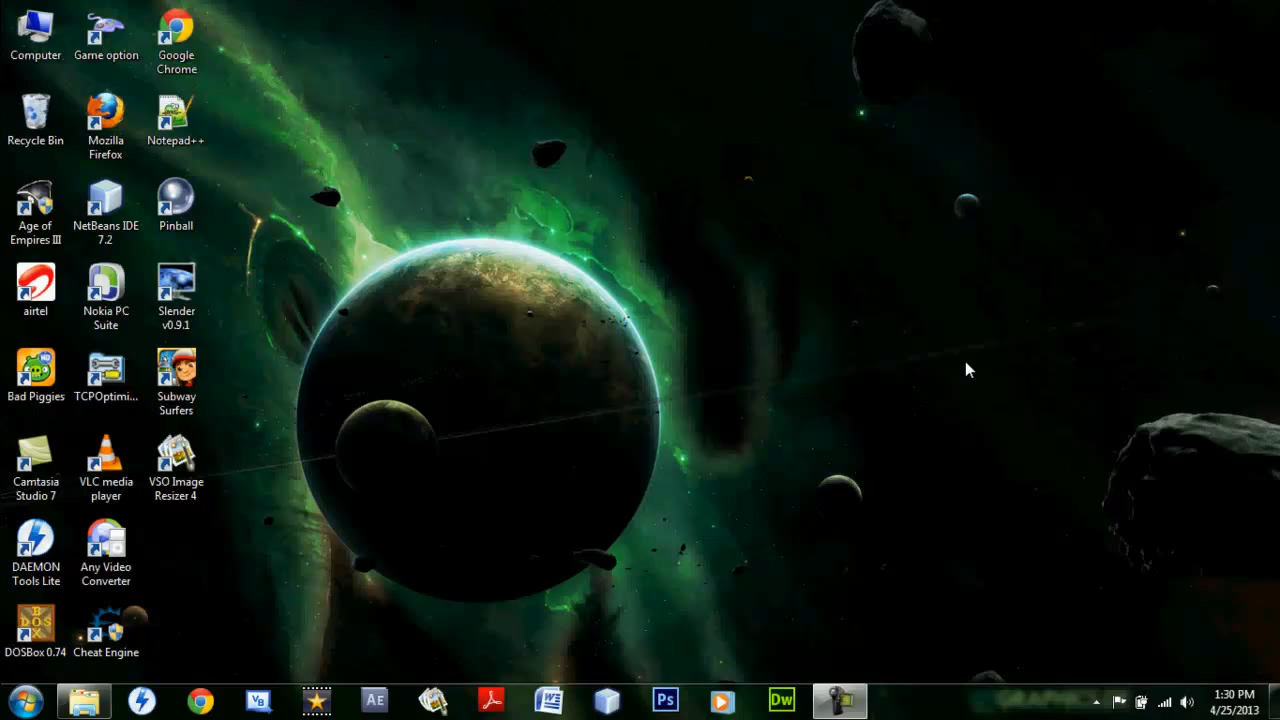 Computer
Game option
Google
Chrome
Recycle Bin
Mozilla
Firefox
Notepad++
Age of
Empires III
NetBeans IDE
7.2
Pinball
airtel
Nokia PC
Suite
Slender
v0.9.1
Bad Piggies
TCPOptimi...
Subway
Surfers
Camtasia
Studio 7
VLC media
player
VSO Image
Resizer 4
DAEMON
Tools Lite
Any Video
Converter
DOSBox 0.74
Cheat Engine
VB
AE
W
Ps
Dw
1:30 PM
4/25/2013